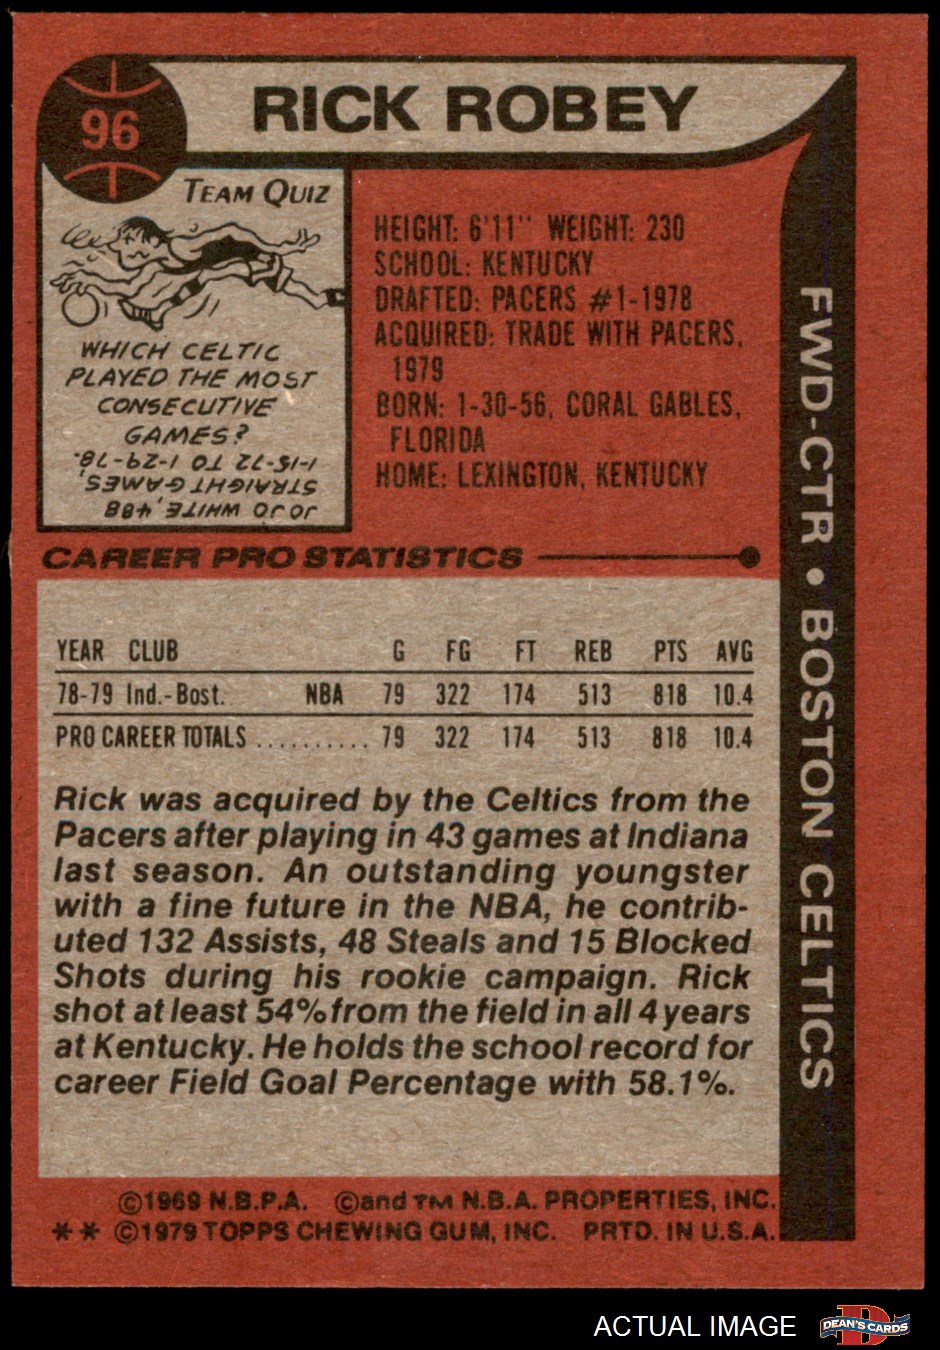 96
RICK ROBEY
TEAM QUIZ
WHICH CELTIC
PLAYED THE MOST
CONSECUTIVE
GAMES?
JO JO WHITE, 488
STRAIGHT GAMES,
1-15-72 TO 1-29-78.
HEIGHT: 6'11'' WEIGHT: 230
SCHOOL: KENTUCKY
DRAFTED: PACERS #1-1978
ACQUIRED: TRADE WITH PACERS,
1979
BORN: 1-30-56, CORAL GABLES,
FLORIDA
HOME: LEXINGTON, KENTUCKY
FWD-CTR • BOSTON CELTICS
CAREER PRO STATISTICS
YEAR CLUB G FG FT REB PTS AVG
78-79 Ind.-Bost. NBA 79 322 174 513 818 10.4
PRO CAREER TOTALS .......... 79 322 174 513 818 10.4
Rick was acquired by the Celtics from the
Pacers after playing in 43 games at Indiana
last season. An outstanding youngster
with a fine future in the NBA, he contrib-
uted 132 Assists, 48 Steals and 15 Blocked
Shots during his rookie campaign. Rick
shot at least 54% from the field in all 4 years
at Kentucky. He holds the school record for
career Field Goal Percentage with 58.1%.
©1969 N.B.P.A. ©and TM N.B.A. PROPERTIES, INC.
** ©1979 TOPPS CHEWING GUM, INC. PRTD. IN U.S.A.
ACTUAL IMAGE
D
DEAN'S CARDS